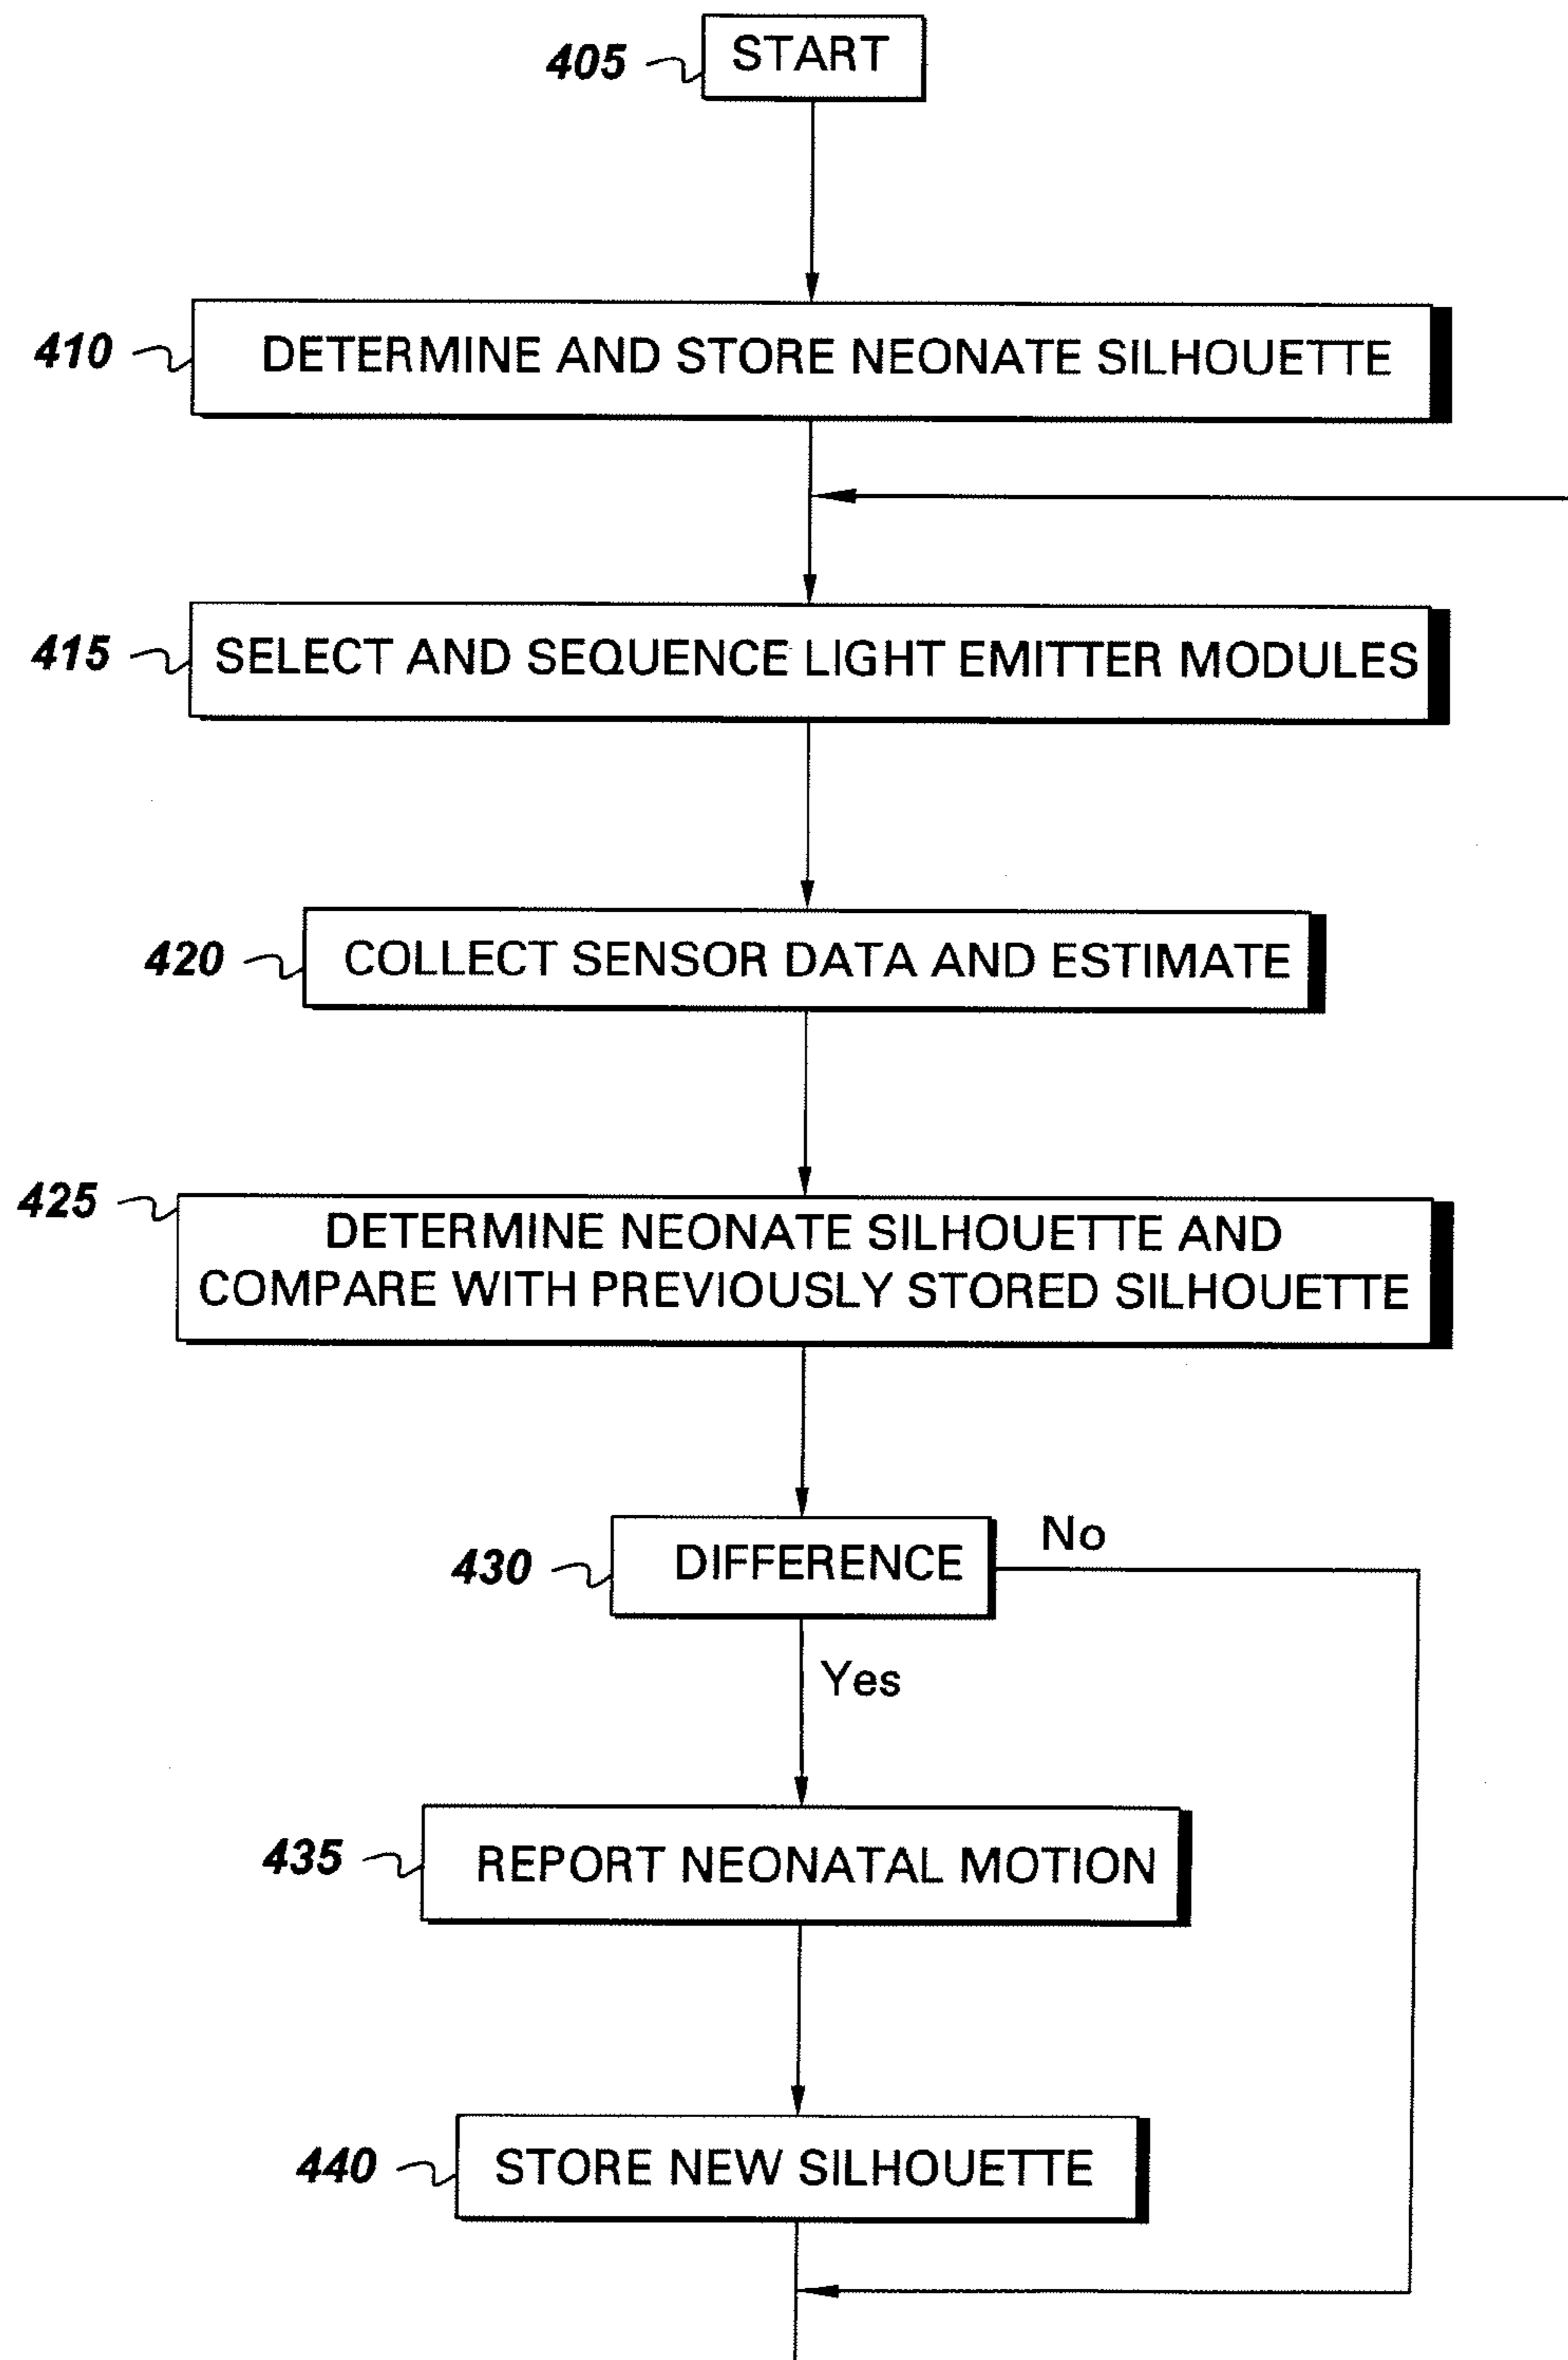 405 START
410 DETERMINE AND STORE NEONATE SILHOUETTE
415 SELECT AND SEQUENCE LIGHT EMITTER MODULES
420 COLLECT SENSOR DATA AND ESTIMATE
425 DETERMINE NEONATE SILHOUETTE AND
COMPARE WITH PREVIOUSLY STORED SILHOUETTE
430 DIFFERENCE No
Yes
435 REPORT NEONATAL MOTION
440 STORE NEW SILHOUETTE